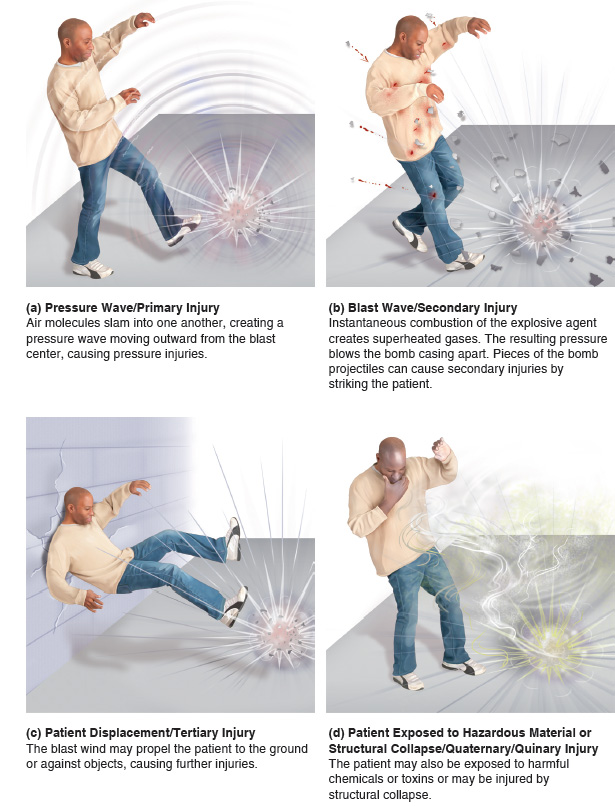 (a) Pressure Wave/Primary Injury
Air molecules slam into one another, creating a
pressure wave moving outward from the blast
center, causing pressure injuries.
(b) Blast Wave/Secondary Injury
Instantaneous combustion of the explosive agent
creates superheated gases. The resulting pressure
blows the bomb casing apart. Pieces of the bomb
projectiles can cause secondary injuries by
striking the patient.
(c) Patient Displacement/Tertiary Injury
The blast wind may propel the patient to the ground
or against objects, causing further injuries.
(d) Patient Exposed to Hazardous Material or
Structural Collapse/Quaternary/Quinary Injury
The patient may also be exposed to harmful
chemicals or toxins or may be injured by
structural collapse.